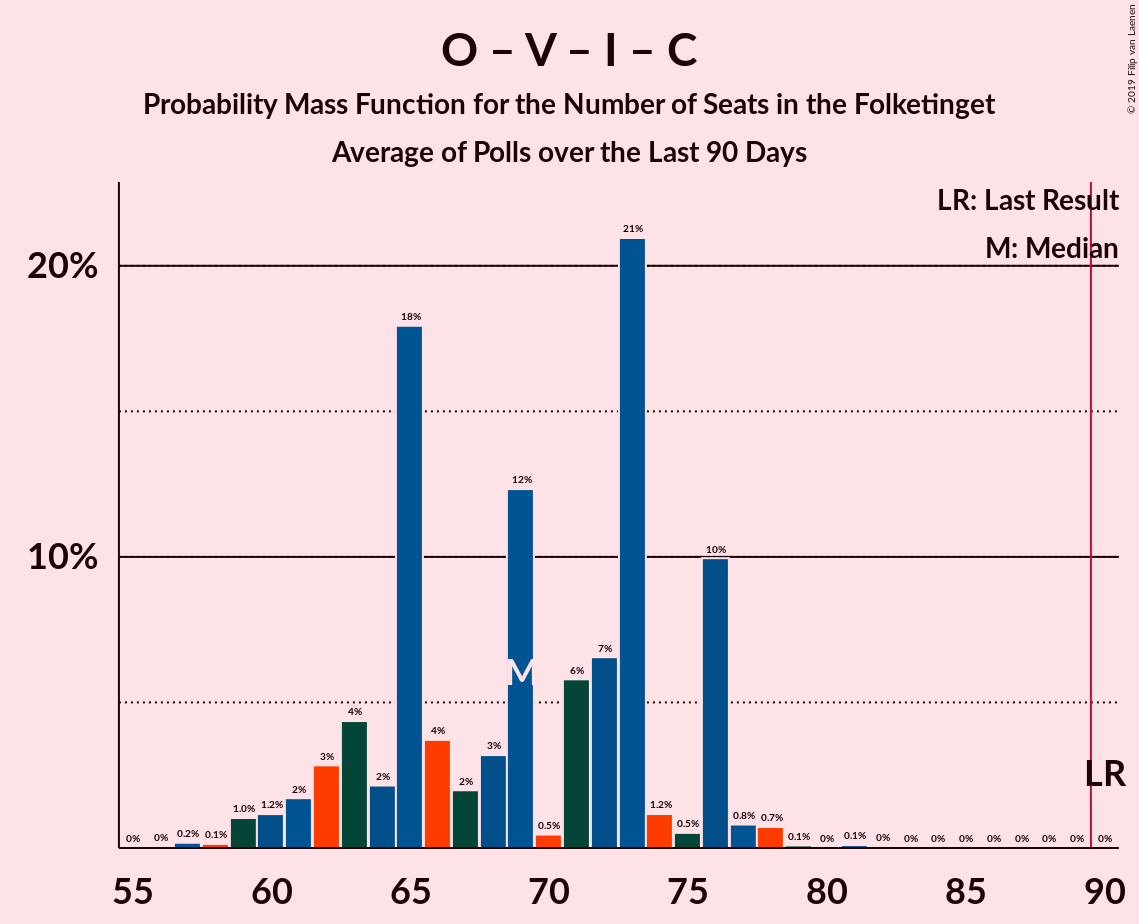 O – V – I – C
Probability Mass Function for the Number of Seats in the Folketinget
Average of Polls over the Last 90 Days
© 2019 Filip van Laenen
LR: Last Result
M: Median
20%
10%
0% 0% 0.2% 0.1% 1.0% 1.2% 2% 3% 4% 2% 18% 4% 2% 3% 12% 0.5% 6% 7% 21% 1.2% 0.5% 10% 0.8% 0.7% 0.1% 0% 0.1% 0% 0% 0% 0% 0% 0% 0% 0% 0%
M
LR
55 60 65 70 75 80 85 90